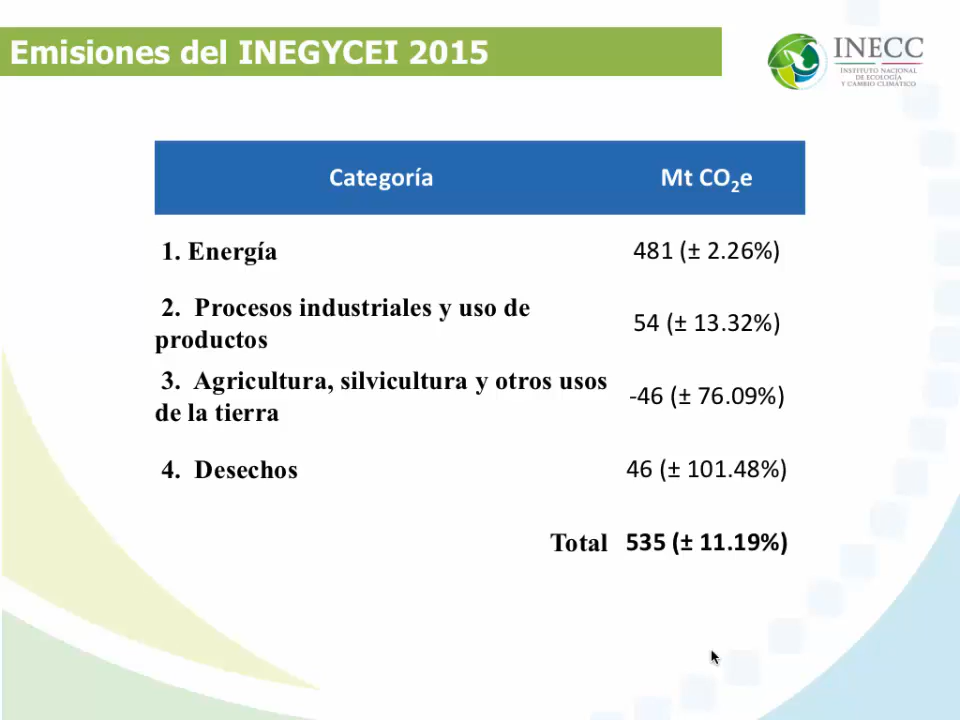 Emisiones del INEGYCEI 2015
INECC
INSTITUTO NACIONAL
DE ECOLOGÍA
Y CAMBIO CLIMÁTICO
Categoría Mt CO₂e
1. Energía 481 (± 2.26%)
2. Procesos industriales y uso de
productos 54 (± 13.32%)
3. Agricultura, silvicultura y otros usos
de la tierra -46 (± 76.09%)
4. Desechos 46 (± 101.48%)
Total 535 (± 11.19%)